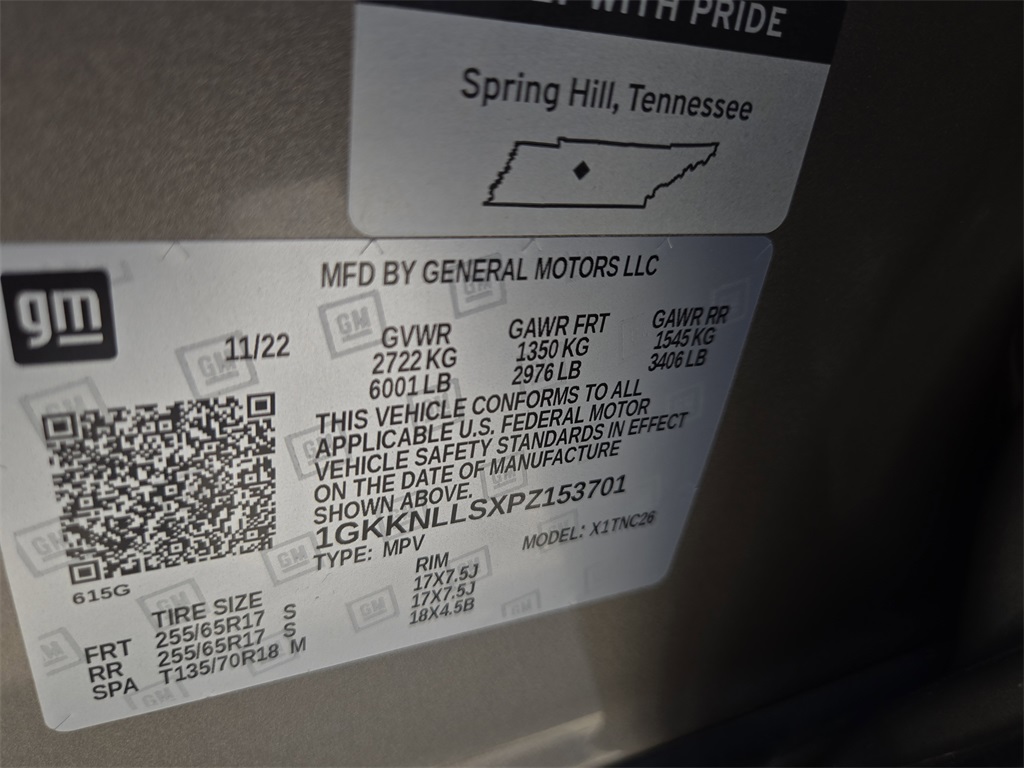 WITH PRIDE
Spring Hill, Tennessee
MFD BY GENERAL MOTORS LLC
gm
11/22
GVWR GAWR FRT GAWR RR
2722 KG 1350 KG 1545 KG
6001 LB 2976 LB 3406 LB
THIS VEHICLE CONFORMS TO ALL
APPLICABLE U.S. FEDERAL MOTOR
VEHICLE SAFETY STANDARDS IN EFFECT
ON THE DATE OF MANUFACTURE
SHOWN ABOVE.
1GKKNLLSXPZ153701
TYPE: MPV MODEL: X1TNC26
615G
TIRE SIZE RIM
FRT 255/65R17 S 17X7.5J
RR 255/65R17 S 17X7.5J
SPA T135/70R18 M 18X4.5B